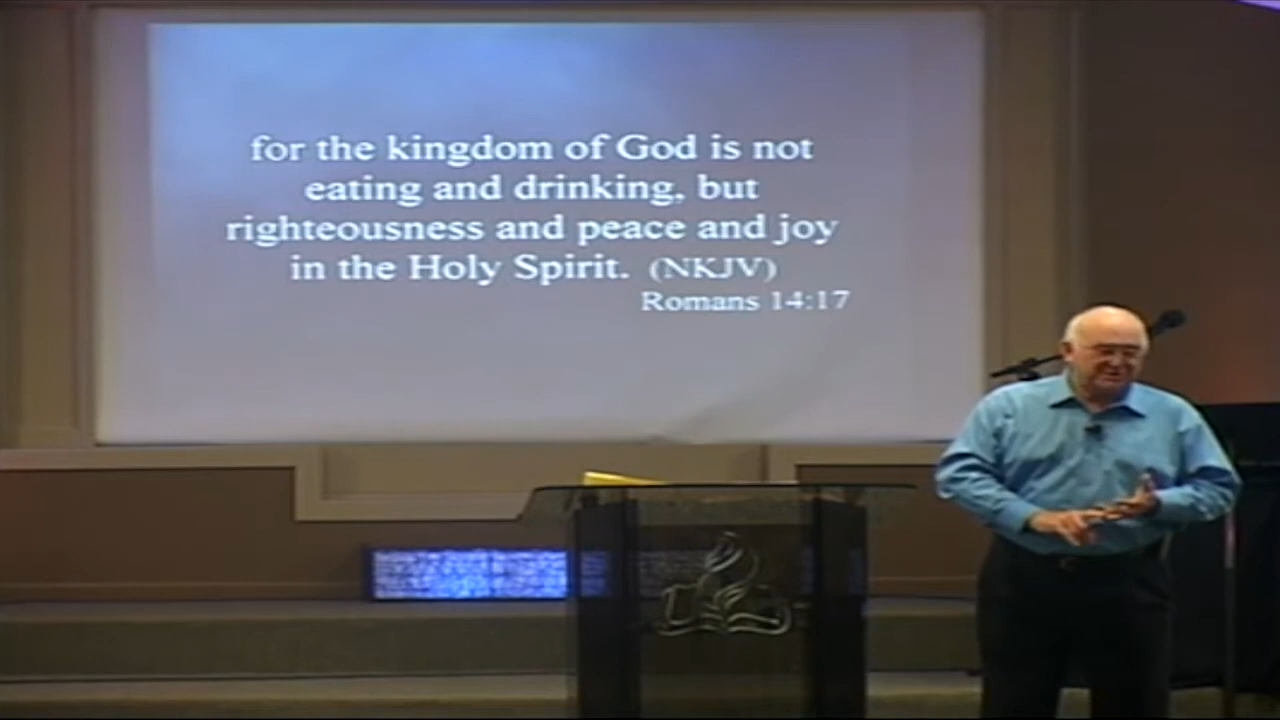 for the kingdom of God is not
eating and drinking, but
righteousness and peace and joy
in the Holy Spirit. (NKJV)
Romans 14:17